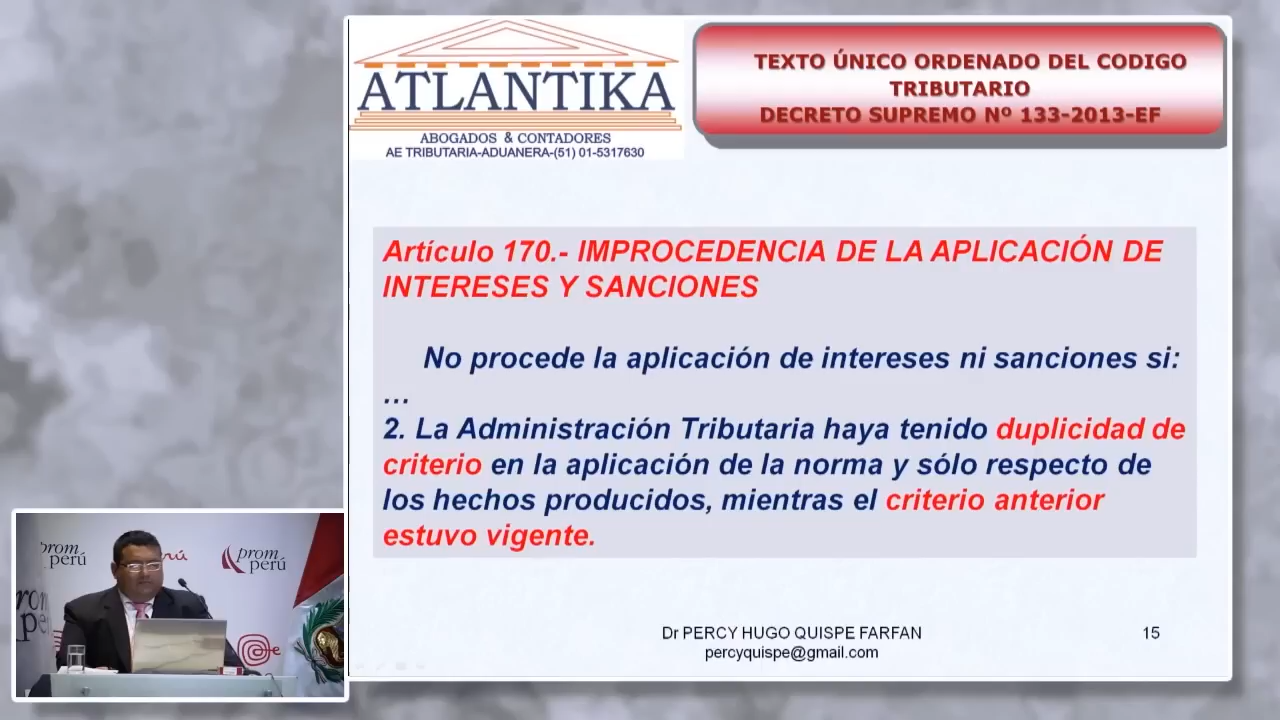 ATLANTIKA
ABOGADOS & CONTADORES
AE TRIBUTARIA-ADUANERA-(51) 01-5317630
TEXTO ÚNICO ORDENADO DEL CODIGO
TRIBUTARIO
DECRETO SUPREMO Nº 133-2013-EF
Artículo 170.- IMPROCEDENCIA DE LA APLICACIÓN DE
INTERESES Y SANCIONES
No procede la aplicación de intereses ni sanciones si:
...
2. La Administración Tributaria haya tenido duplicidad de
criterio en la aplicación de la norma y sólo respecto de
los hechos producidos, mientras el criterio anterior
estuvo vigente.
Dr PERCY HUGO QUISPE FARFAN
percyquispe@gmail.com
15
prom
perú